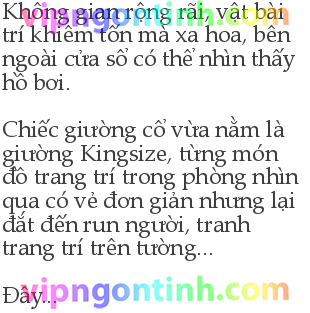 Không gian rộng rãi, vật bài
vipngontinh.com
trí khiêm tốn mà xa hoa, bên
ngoài cửa sổ có thể nhìn thấy
hồ bơi.
Chiếc giường cổ vừa nằm là
giường Kingsize, từng món
đồ trang trí trong phòng nhìn
qua có vẻ đơn giản nhưng lại
đắt đến run người, tranh
trang trí trên tường...
Đây...
vipngontinh.com